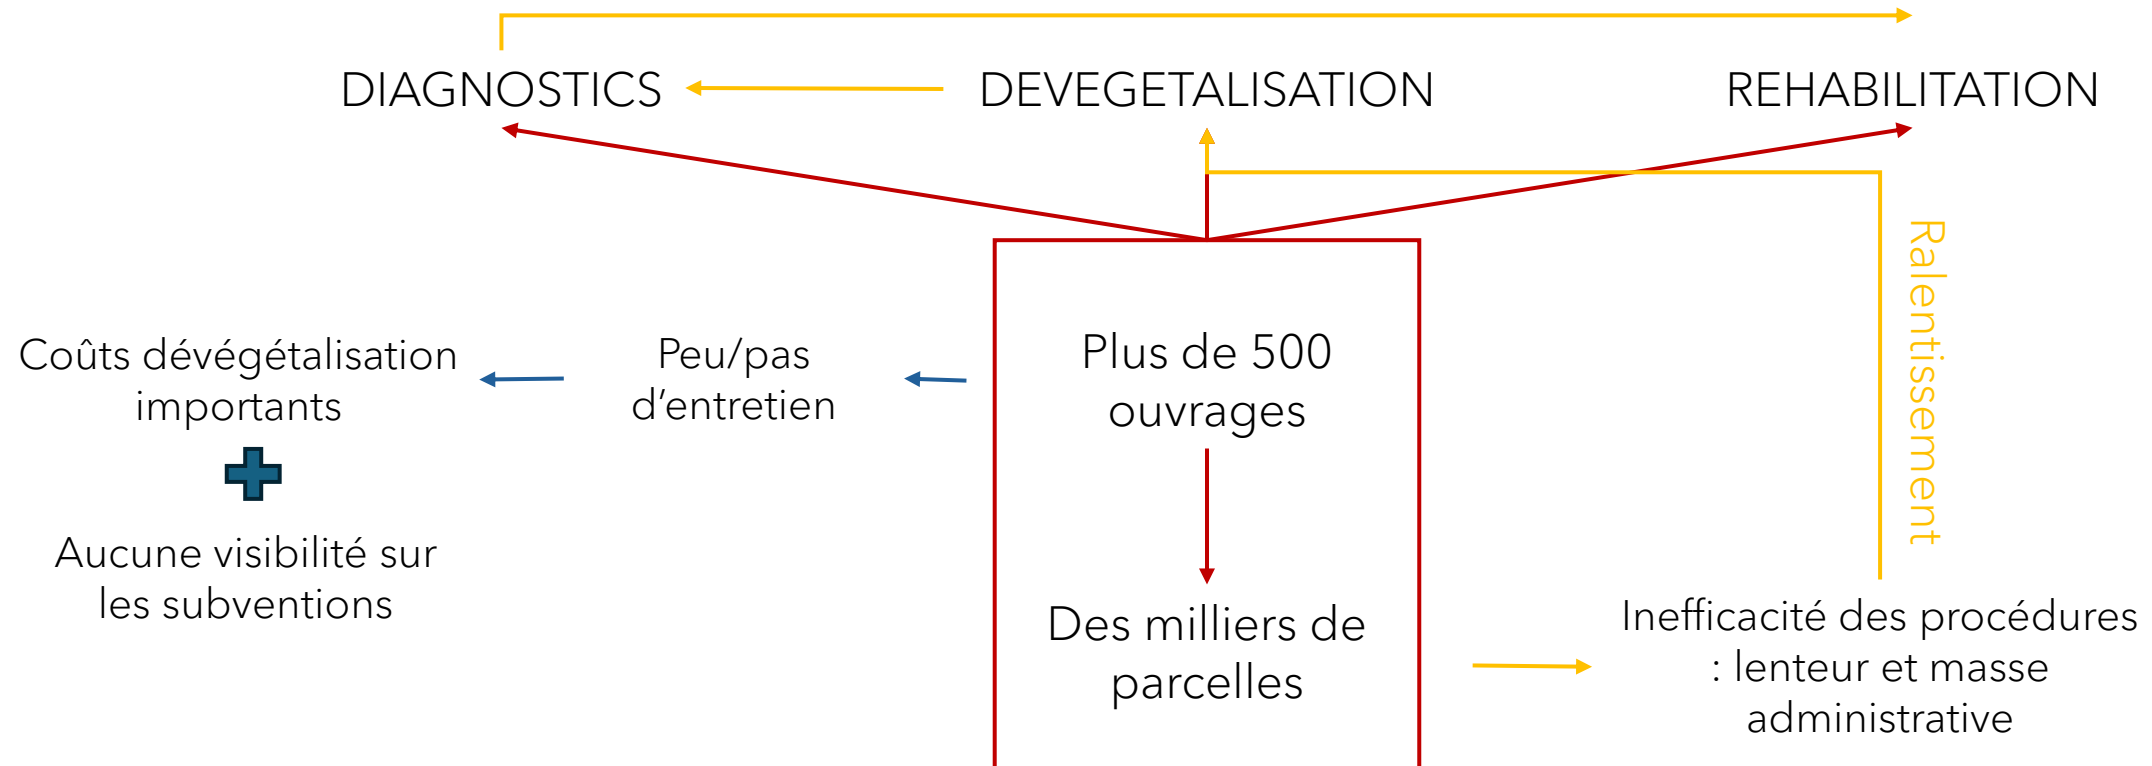 DIAGNOSTICS
DEVEGETALISATION
REHABILITATION
Coûts dévégétalisation
importants
Aucune visibilité sur
les subventions
Peu/pas
d’entretien
Plus de 500
ouvrages
Des milliers de
parcelles
Ralentissement
Inefficacité des procédures
: lenteur et masse
administrative